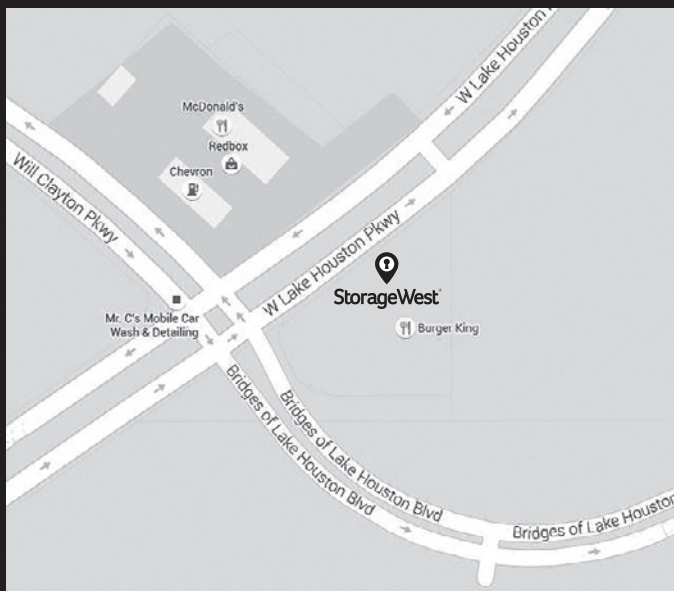 W Lake Houston
McDonald's
Redbox
Chevron
Will Clayton Pkwy
W Lake Houston Pkwy
StorageWest
Mr. C's Mobile Car
Wash & Detailing
Burger King
Bridges of Lake Houston Blvd
Bridges of Lake Houston Blvd
Bridges of Lake Houston